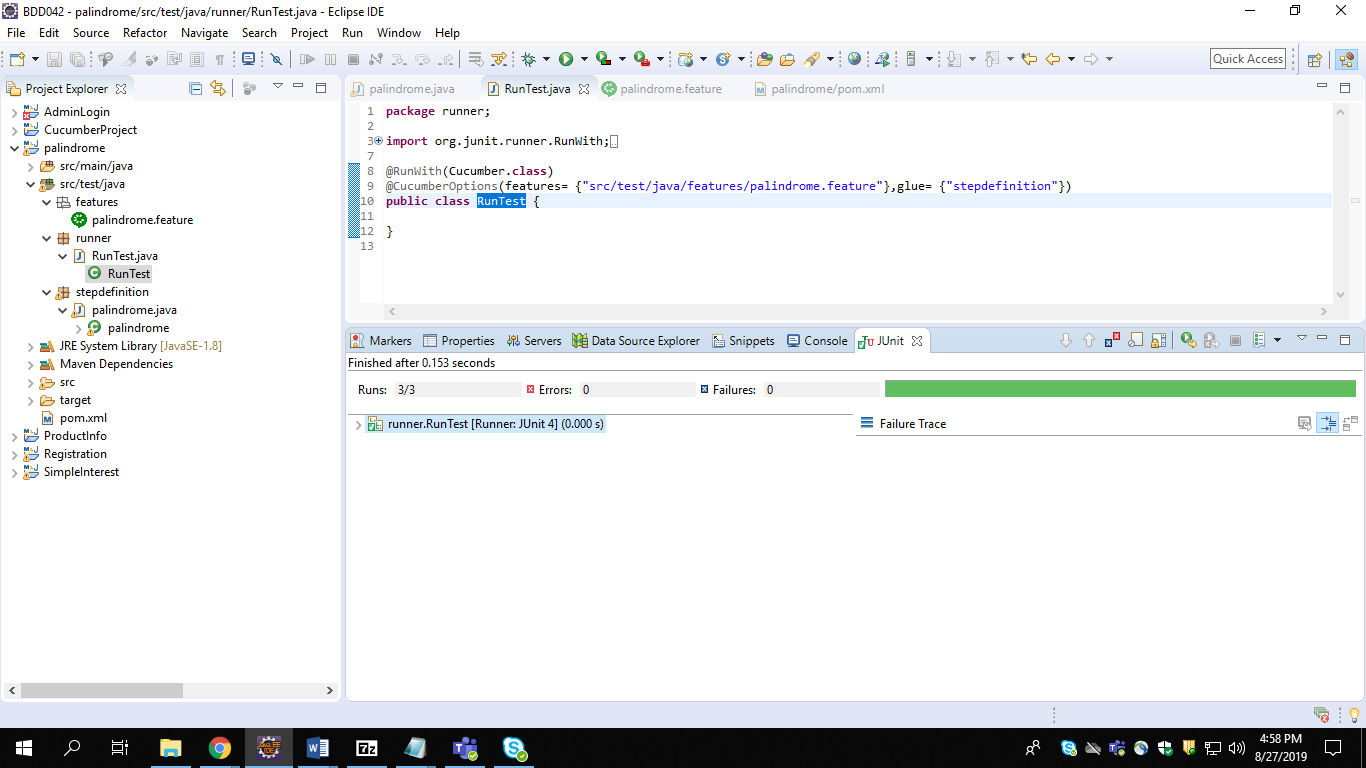 BDD042 - palindrome/src/test/java/runner/RunTest.java - Eclipse IDE
File Edit Source Refactor Navigate Search Project Run Window Help
Quick Access
Project Explorer
AdminLogin
CucumberProject
palindrome
src/main/java
src/test/java
features
palindrome.feature
runner
RunTest.java
RunTest
stepdefinition
palindrome.java
palindrome
JRE System Library [JavaSE-1.8]
Maven Dependencies
src
target
pom.xml
ProductInfo
Registration
SimpleInterest
palindrome.java RunTest.java palindrome.feature palindrome/pom.xml
1 package runner;
2
3 import org.junit.runner.RunWith;
7
8 @RunWith(Cucumber.class)
9 @CucumberOptions(features= {"src/test/java/features/palindrome.feature"},glue= {"stepdefinition"})
10 public class RunTest {
11
12 }
13
Markers Properties Servers Data Source Explorer Snippets Console JUnit
Finished after 0.153 seconds
Runs: 3/3 Errors: 0 Failures: 0
runner.RunTest [Runner: JUnit 4] (0.000 s)
Failure Trace
4:58 PM
8/27/2019